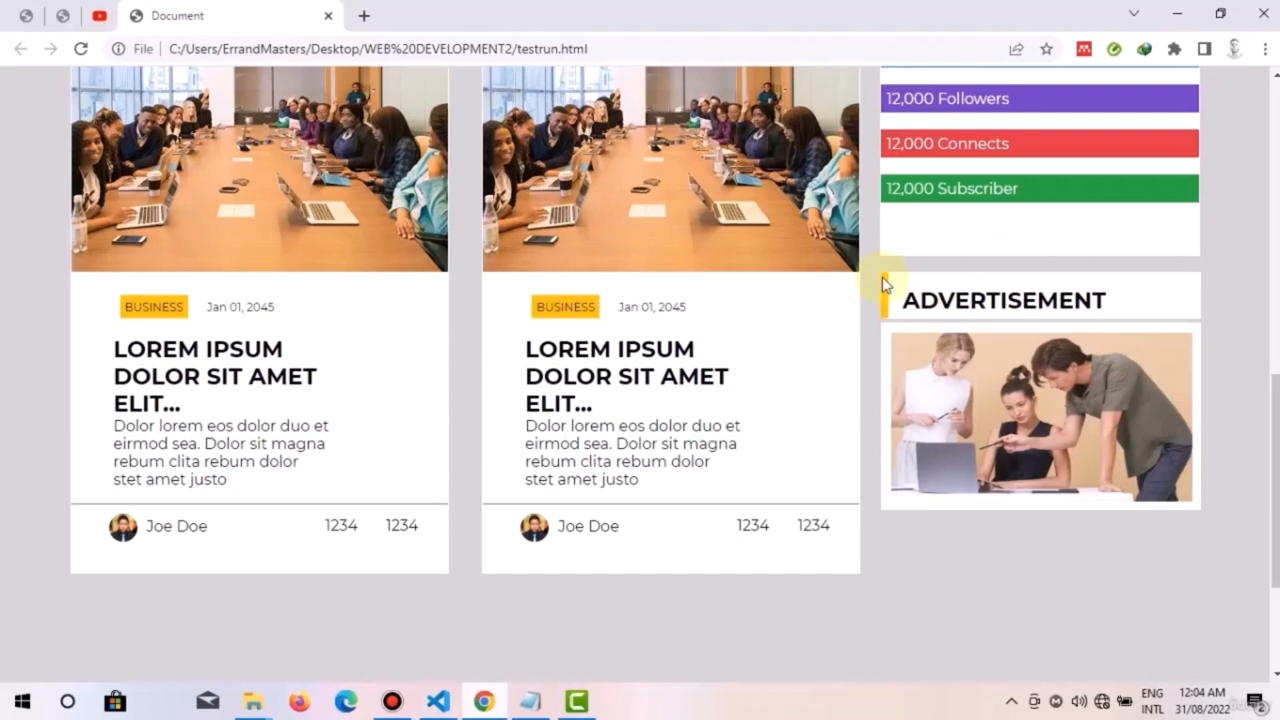 Document
File
C:/Users/ErrandMasters/Desktop/WEB%20DEVELOPMENT2/testrun.html
12,000 Followers
12,000 Connects
12,000 Subscriber
BUSINESS Jan 01, 2045
LOREM IPSUM
DOLOR SIT AMET
ELIT...
Dolor lorem eos dolor duo et
eirmod sea. Dolor sit magna
rebum clita rebum dolor
stet amet justo
Joe Doe 1234 1234
BUSINESS Jan 01, 2045
LOREM IPSUM
DOLOR SIT AMET
ELIT...
Dolor lorem eos dolor duo et
eirmod sea. Dolor sit magna
rebum clita rebum dolor
stet amet justo
Joe Doe 1234 1234
ADVERTISEMENT
ENG
INTL
12:04 AM
31/08/2022